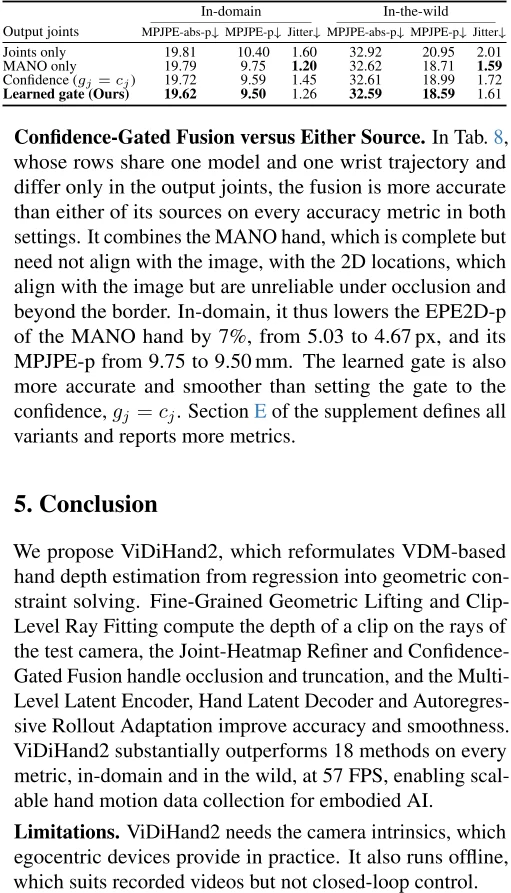 In-domain In-the-wild
Output joints MPJPE-abs-p↓ MPJPE-p↓ Jitter↓ MPJPE-abs-p↓ MPJPE-p↓ Jitter↓
Joints only 19.81 10.40 1.60 32.92 20.95 2.01
MANO only 19.79 9.75 1.20 32.62 18.71 1.59
Confidence (g_j = c_j) 19.72 9.59 1.45 32.61 18.99 1.72
Learned gate (Ours) 19.62 9.50 1.26 32.59 18.59 1.61
Confidence-Gated Fusion versus Either Source. In Tab. 8,
whose rows share one model and one wrist trajectory and
differ only in the output joints, the fusion is more accurate
than either of its sources on every accuracy metric in both
settings. It combines the MANO hand, which is complete but
need not align with the image, with the 2D locations, which
align with the image but are unreliable under occlusion and
beyond the border. In-domain, it thus lowers the EPE2D-p
of the MANO hand by 7%, from 5.03 to 4.67 px, and its
MPJPE-p from 9.75 to 9.50 mm. The learned gate is also
more accurate and smoother than setting the gate to the
confidence, g_j = c_j. Section E of the supplement defines all
variants and reports more metrics.
5. Conclusion
We propose ViDiHand2, which reformulates VDM-based
hand depth estimation from regression into geometric con-
straint solving. Fine-Grained Geometric Lifting and Clip-
Level Ray Fitting compute the depth of a clip on the rays of
the test camera, the Joint-Heatmap Refiner and Confidence-
Gated Fusion handle occlusion and truncation, and the Multi-
Level Latent Encoder, Hand Latent Decoder and Autoregres-
sive Rollout Adaptation improve accuracy and smoothness.
ViDiHand2 substantially outperforms 18 methods on every
metric, in-domain and in the wild, at 57 FPS, enabling scal-
able hand motion data collection for embodied AI.
Limitations. ViDiHand2 needs the camera intrinsics, which
egocentric devices provide in practice. It also runs offline,
which suits recorded videos but not closed-loop control.